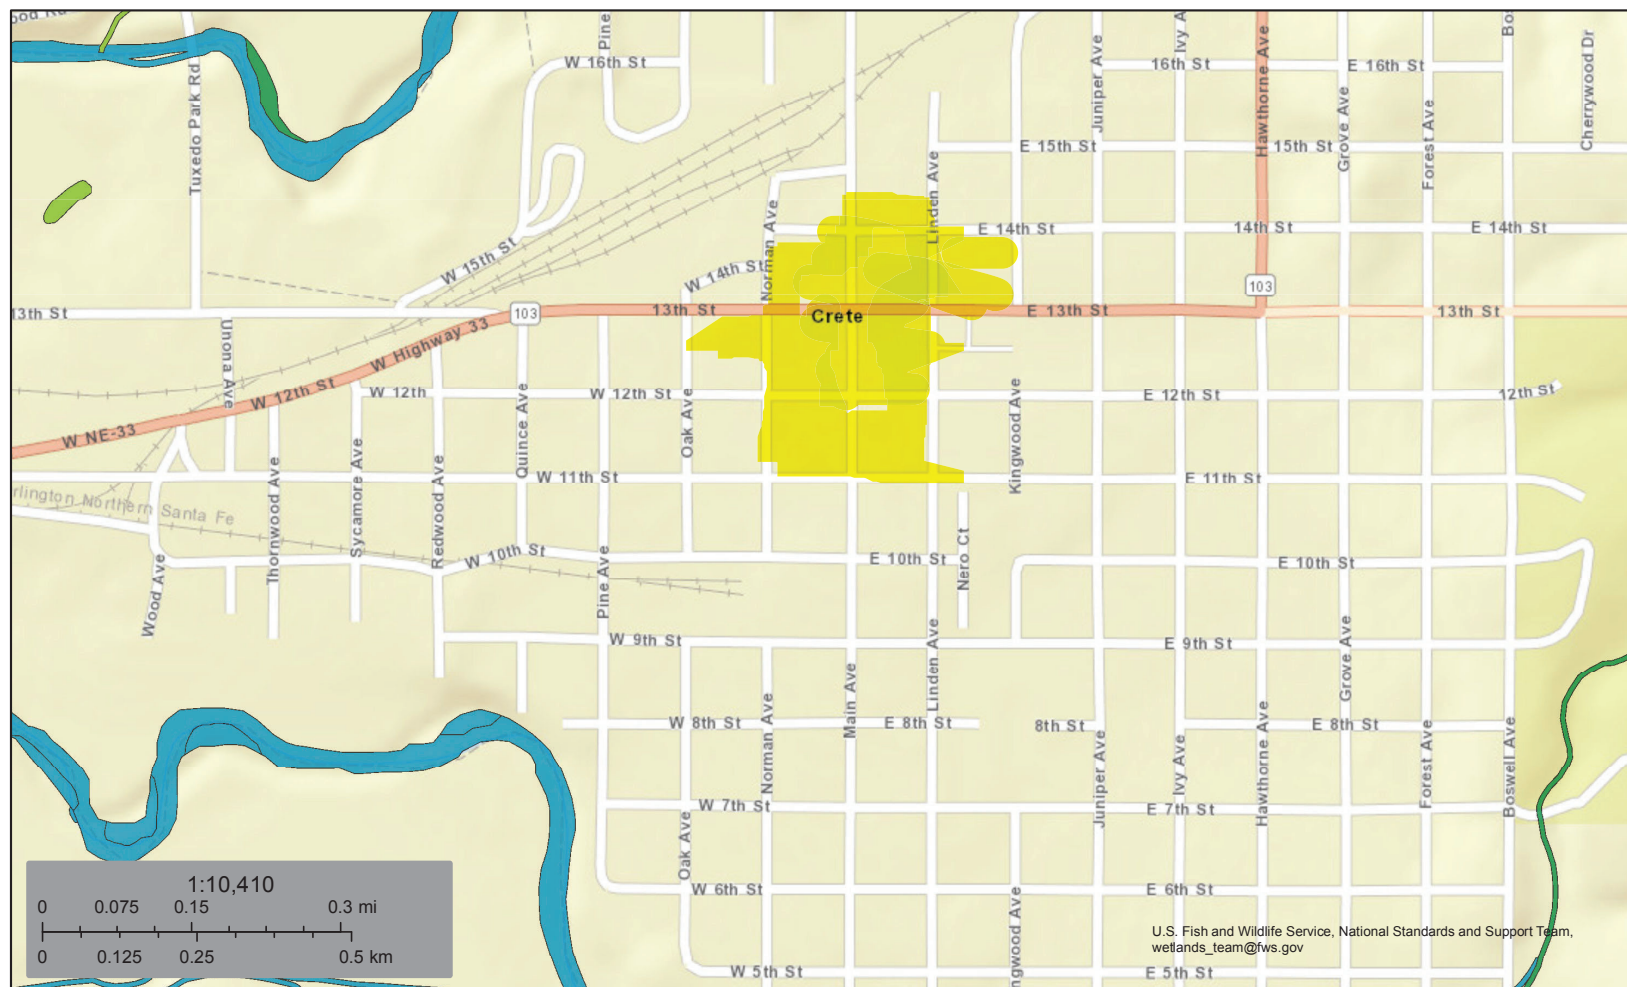 ood Rd
Pine
W 16th St
Juniper Ave
Ivy A
16th St
Hawthorne Ave
E 16th St
Bos
Cherrywood Dr
Tuxedo Park Rd
E 15th St
15th St
Grove Ave
Forest Ave
Linden Ave
Norman Ave
E 14th St
14th St
E 14th St
W 15th St
W 14th St
103
13th St
103
13th St
Crete
E 13th St
13th St
Unona Ave
W Highway 33
W 12th St
W 12th
W 12th St
E 12th St
12th St
W NE-33
Quince Ave
Oak Ave
Kingwood Ave
Thornwood Ave
Sycamore Ave
Redwood Ave
W 11th St
E 11th St
rlington Northern Santa Fe
Wood Ave
W 10th St
Pine Ave
E 10th St
Nero Ct
E 10th St
W 9th St
E 9th St
Linden Ave
Grove Ave
Main Ave
Norman Ave
W 8th St
E 8th St
8th St
E 8th St
Juniper Ave
Ivy Ave
Hawthorne Ave
Forest Ave
Boswell Ave
W 7th St
E 7th St
Oak Ave
W 6th St
E 6th St
ngwood Ave
W 5th St
E 5th St
1:10,410
0 0.075 0.15 0.3 mi
0 0.125 0.25 0.5 km
U.S. Fish and Wildlife Service, National Standards and Support Team,
wetlands_team@fws.gov